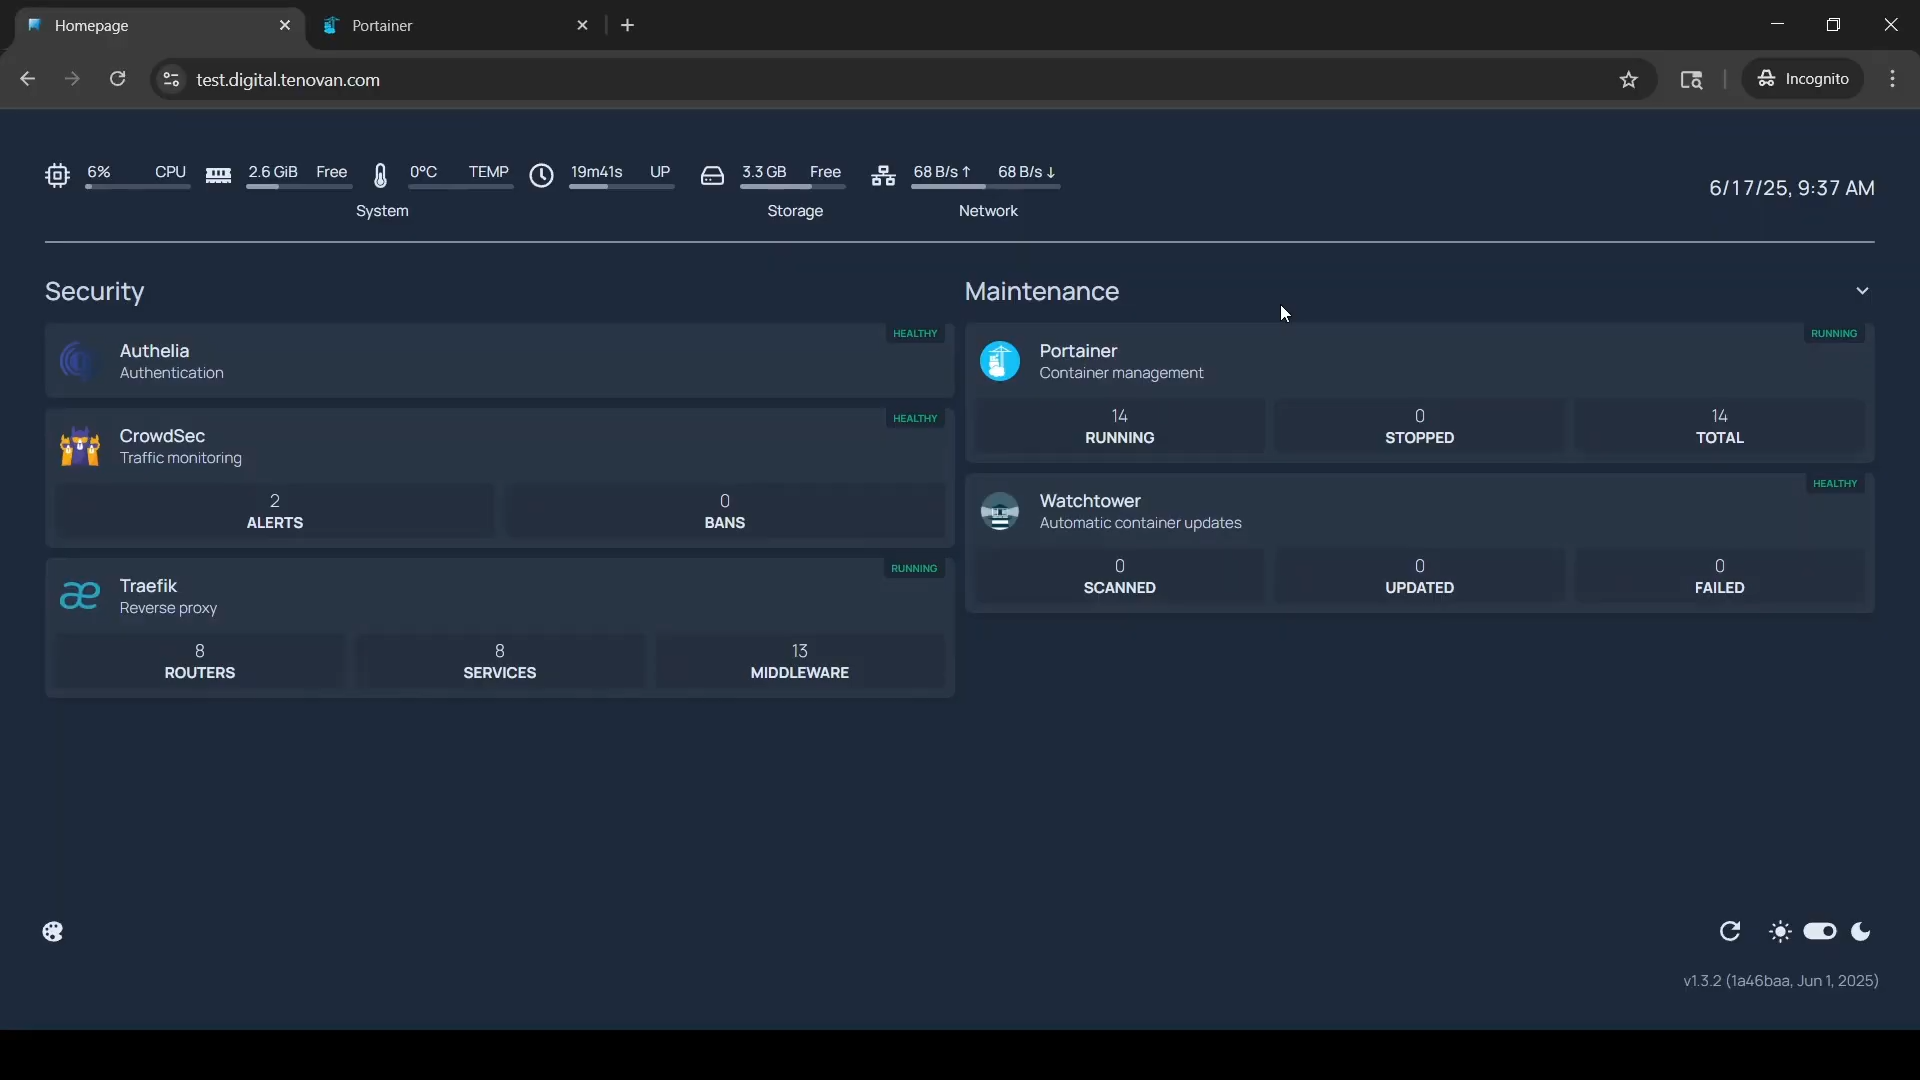 Homepage
Portainer
test.digital.tenovan.com
Incognito
6% CPU 2.6 GiB Free 0°C TEMP 19m41s UP 3.3 GB Free 68 B/s ↑ 68 B/s ↓
System Storage Network
6/17/25, 9:37 AM
Security
Authelia
Authentication
HEALTHY
CrowdSec
Traffic monitoring
HEALTHY
2 0
ALERTS BANS
Traefik
Reverse proxy
RUNNING
8 8 13
ROUTERS SERVICES MIDDLEWARE
Maintenance
Portainer
Container management
RUNNING
14 0 14
RUNNING STOPPED TOTAL
Watchtower
Automatic container updates
HEALTHY
0 0 0
SCANNED UPDATED FAILED
v1.3.2 (1a46baa, Jun 1, 2025)